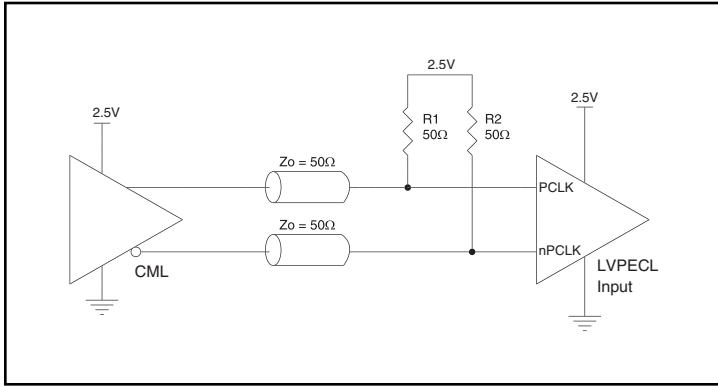 2.5V
2.5V
2.5V
R1
50Ω
R2
50Ω
Zo = 50Ω
PCLK
Zo = 50Ω
nPCLK
CML
LVPECL
Input